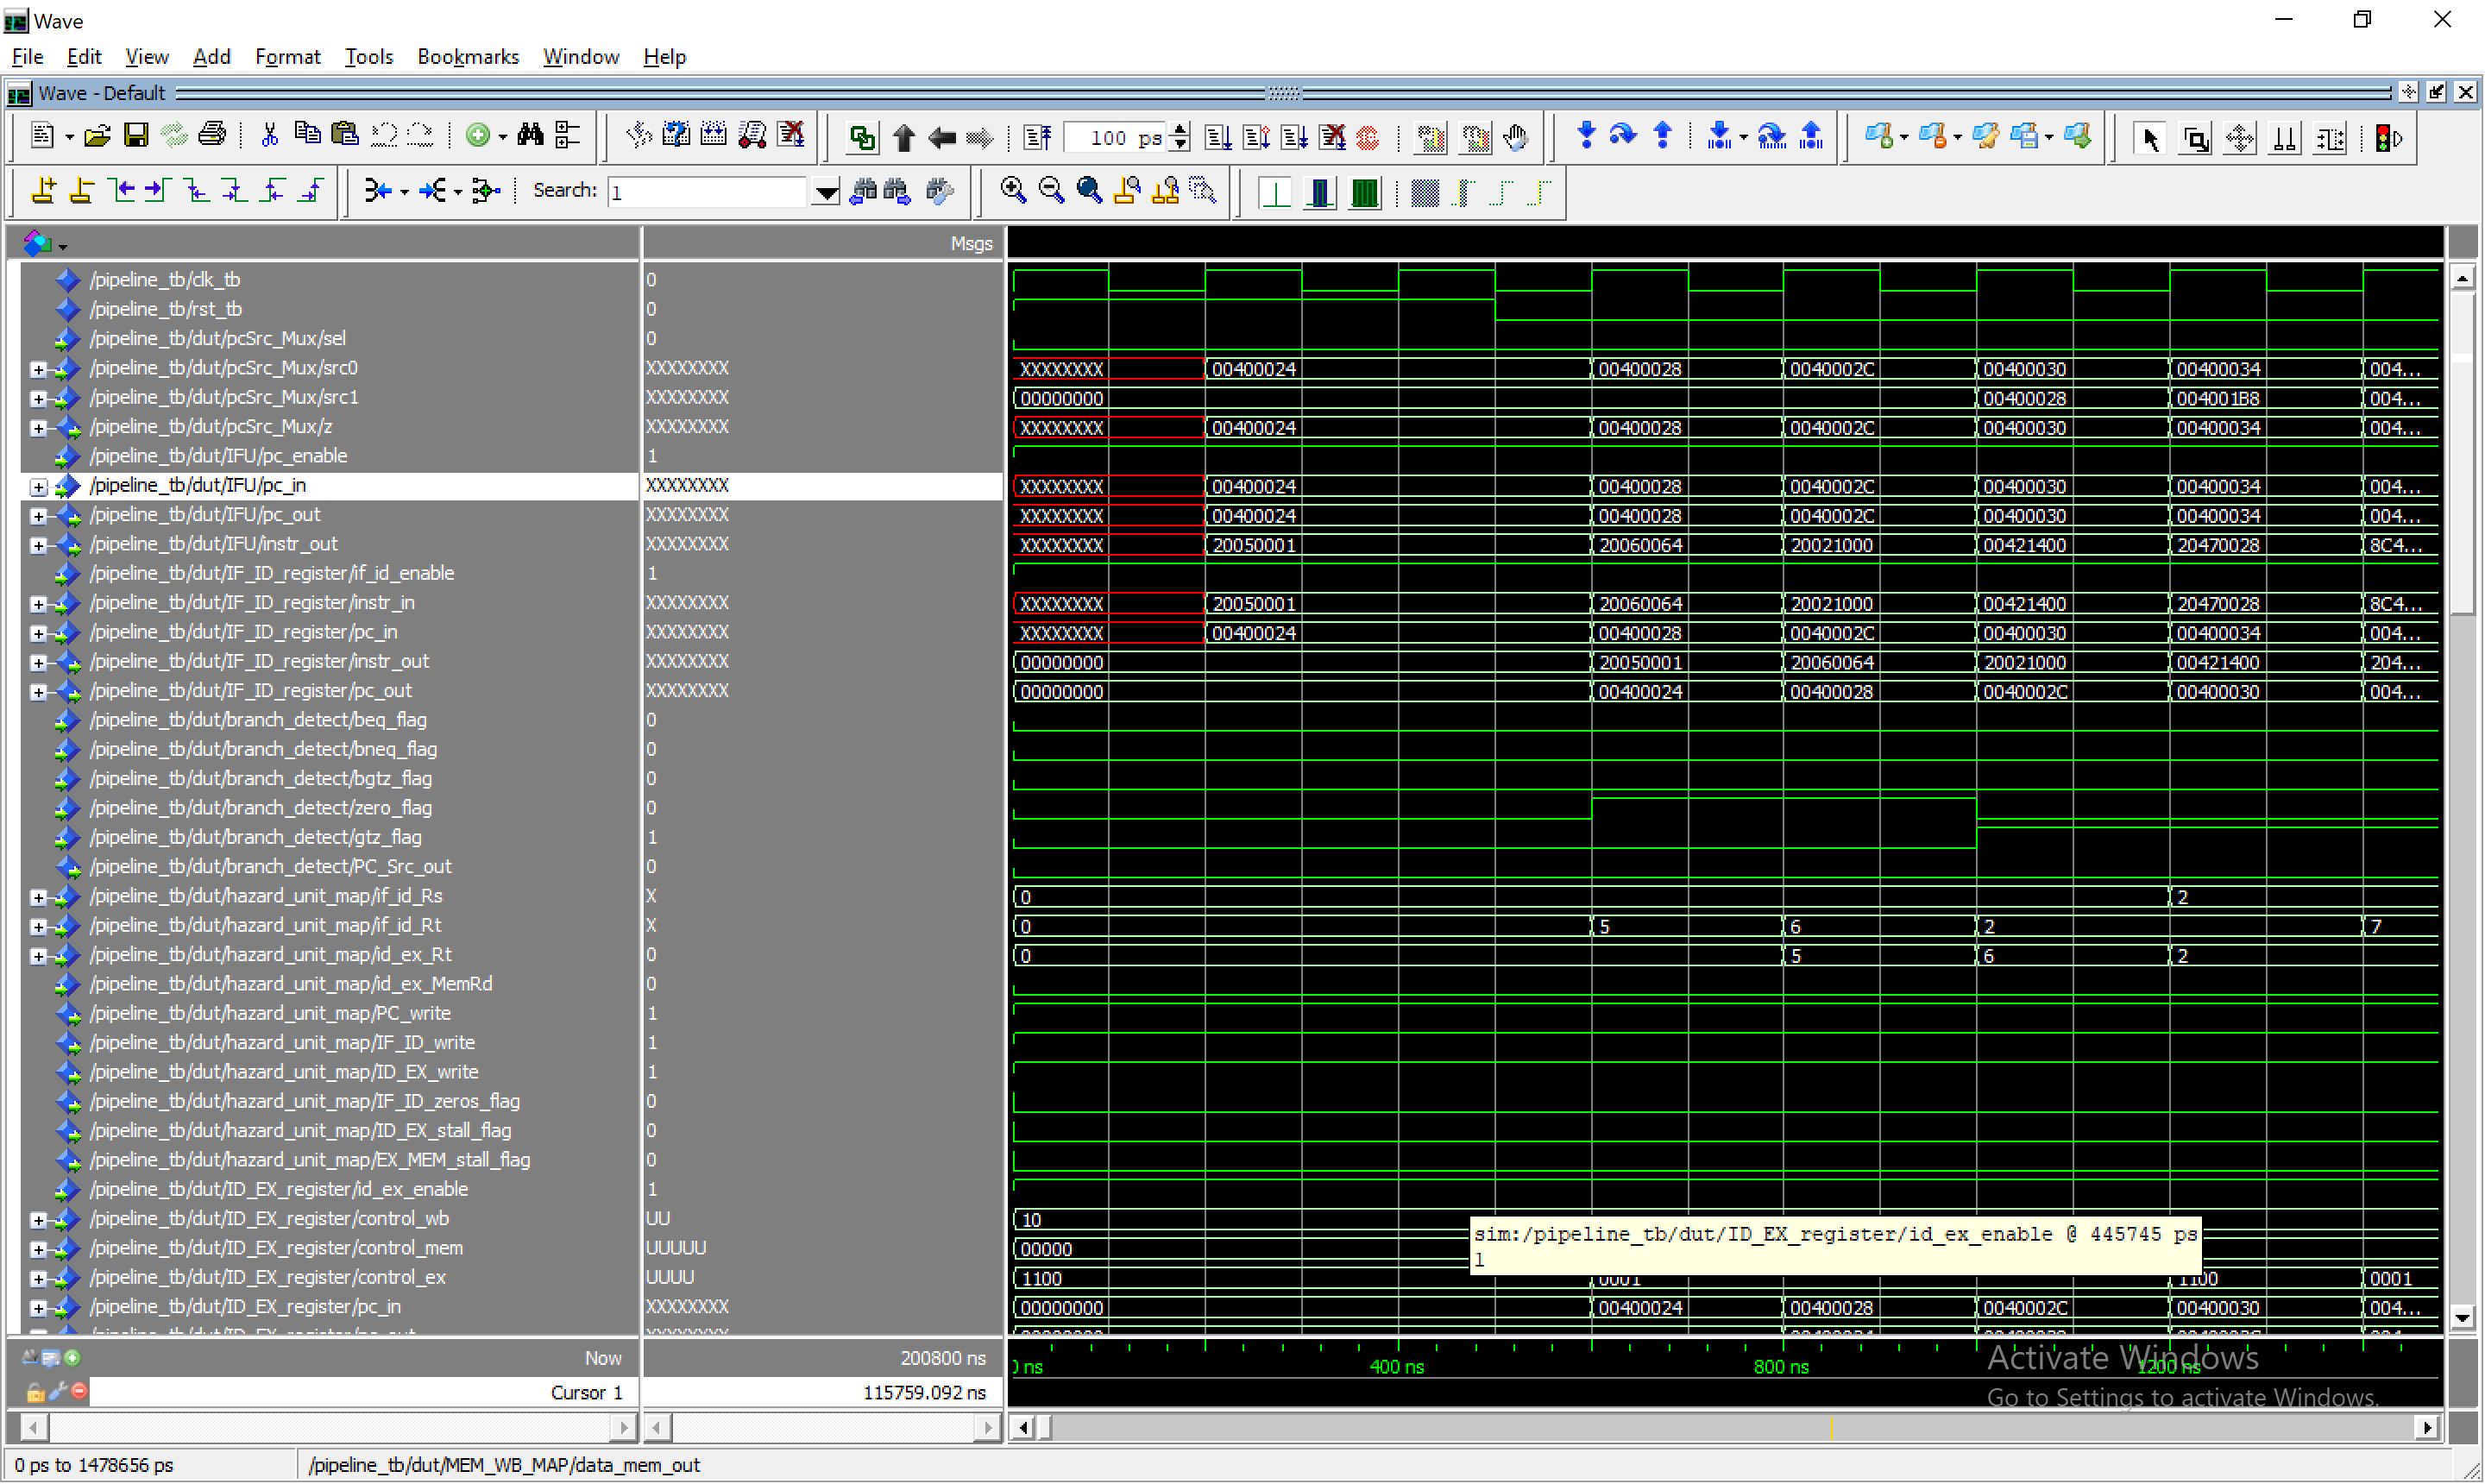 Wave
File Edit View Add Format Tools Bookmarks Window Help
Wave - Default
100 ps
Search: 1
Msgs
/pipeline_tb/clk_tb 0
/pipeline_tb/rst_tb 0
/pipeline_tb/dut/pcSrc_Mux/sel 0
/pipeline_tb/dut/pcSrc_Mux/src0 XXXXXXXX XXXXXXXX 00400024 00400028 0040002C 00400030 00400034 004...
/pipeline_tb/dut/pcSrc_Mux/src1 XXXXXXXX 00000000 00400028 004001B8 004...
/pipeline_tb/dut/pcSrc_Mux/z XXXXXXXX XXXXXXXX 00400024 00400028 0040002C 00400030 00400034 004...
/pipeline_tb/dut/IFU/pc_enable 1
/pipeline_tb/dut/IFU/pc_in XXXXXXXX XXXXXXXX 00400024 00400028 0040002C 00400030 00400034 004...
/pipeline_tb/dut/IFU/pc_out XXXXXXXX XXXXXXXX 00400024 00400028 0040002C 00400030 00400034 004...
/pipeline_tb/dut/IFU/instr_out XXXXXXXX XXXXXXXX 20050001 20060064 20021000 00421400 20470028 8C4...
/pipeline_tb/dut/IF_ID_register/if_id_enable 1
/pipeline_tb/dut/IF_ID_register/instr_in XXXXXXXX XXXXXXXX 20050001 20060064 20021000 00421400 20470028 8C4...
/pipeline_tb/dut/IF_ID_register/pc_in XXXXXXXX XXXXXXXX 00400024 00400028 0040002C 00400030 00400034 004...
/pipeline_tb/dut/IF_ID_register/instr_out XXXXXXXX 00000000 20050001 20060064 20021000 00421400 204...
/pipeline_tb/dut/IF_ID_register/pc_out XXXXXXXX 00000000 00400024 00400028 0040002C 00400030 004...
/pipeline_tb/dut/branch_detect/beq_flag 0
/pipeline_tb/dut/branch_detect/bneq_flag 0
/pipeline_tb/dut/branch_detect/bgtz_flag 0
/pipeline_tb/dut/branch_detect/zero_flag 0
/pipeline_tb/dut/branch_detect/gtz_flag 1
/pipeline_tb/dut/branch_detect/PC_Src_out 0
/pipeline_tb/dut/hazard_unit_map/if_id_Rs X 0 2
/pipeline_tb/dut/hazard_unit_map/if_id_Rt X 0 5 6 2 7
/pipeline_tb/dut/hazard_unit_map/id_ex_Rt 0 0 5 6 2
/pipeline_tb/dut/hazard_unit_map/id_ex_MemRd 0
/pipeline_tb/dut/hazard_unit_map/PC_write 1
/pipeline_tb/dut/hazard_unit_map/IF_ID_write 1
/pipeline_tb/dut/hazard_unit_map/ID_EX_write 1
/pipeline_tb/dut/hazard_unit_map/IF_ID_zeros_flag 0
/pipeline_tb/dut/hazard_unit_map/ID_EX_stall_flag 0
/pipeline_tb/dut/hazard_unit_map/EX_MEM_stall_flag 0
/pipeline_tb/dut/ID_EX_register/id_ex_enable 1
/pipeline_tb/dut/ID_EX_register/control_wb UU 10
sim:/pipeline_tb/dut/ID_EX_register/id_ex_enable @ 445745 ps
1
/pipeline_tb/dut/ID_EX_register/control_mem UUUUU 00000
/pipeline_tb/dut/ID_EX_register/control_ex UUUU 1100 0001 1100 0001
/pipeline_tb/dut/ID_EX_register/pc_in XXXXXXXX 00000000 00400024 00400028 0040002C 00400030 004...
Now 200800 ns
0 ns 400 ns 800 ns 1200 ns
Cursor 1 115759.092 ns
Activate Windows
Go to Settings to activate Windows.
0 ps to 1478656 ps /pipeline_tb/dut/MEM_WB_MAP/data_mem_out